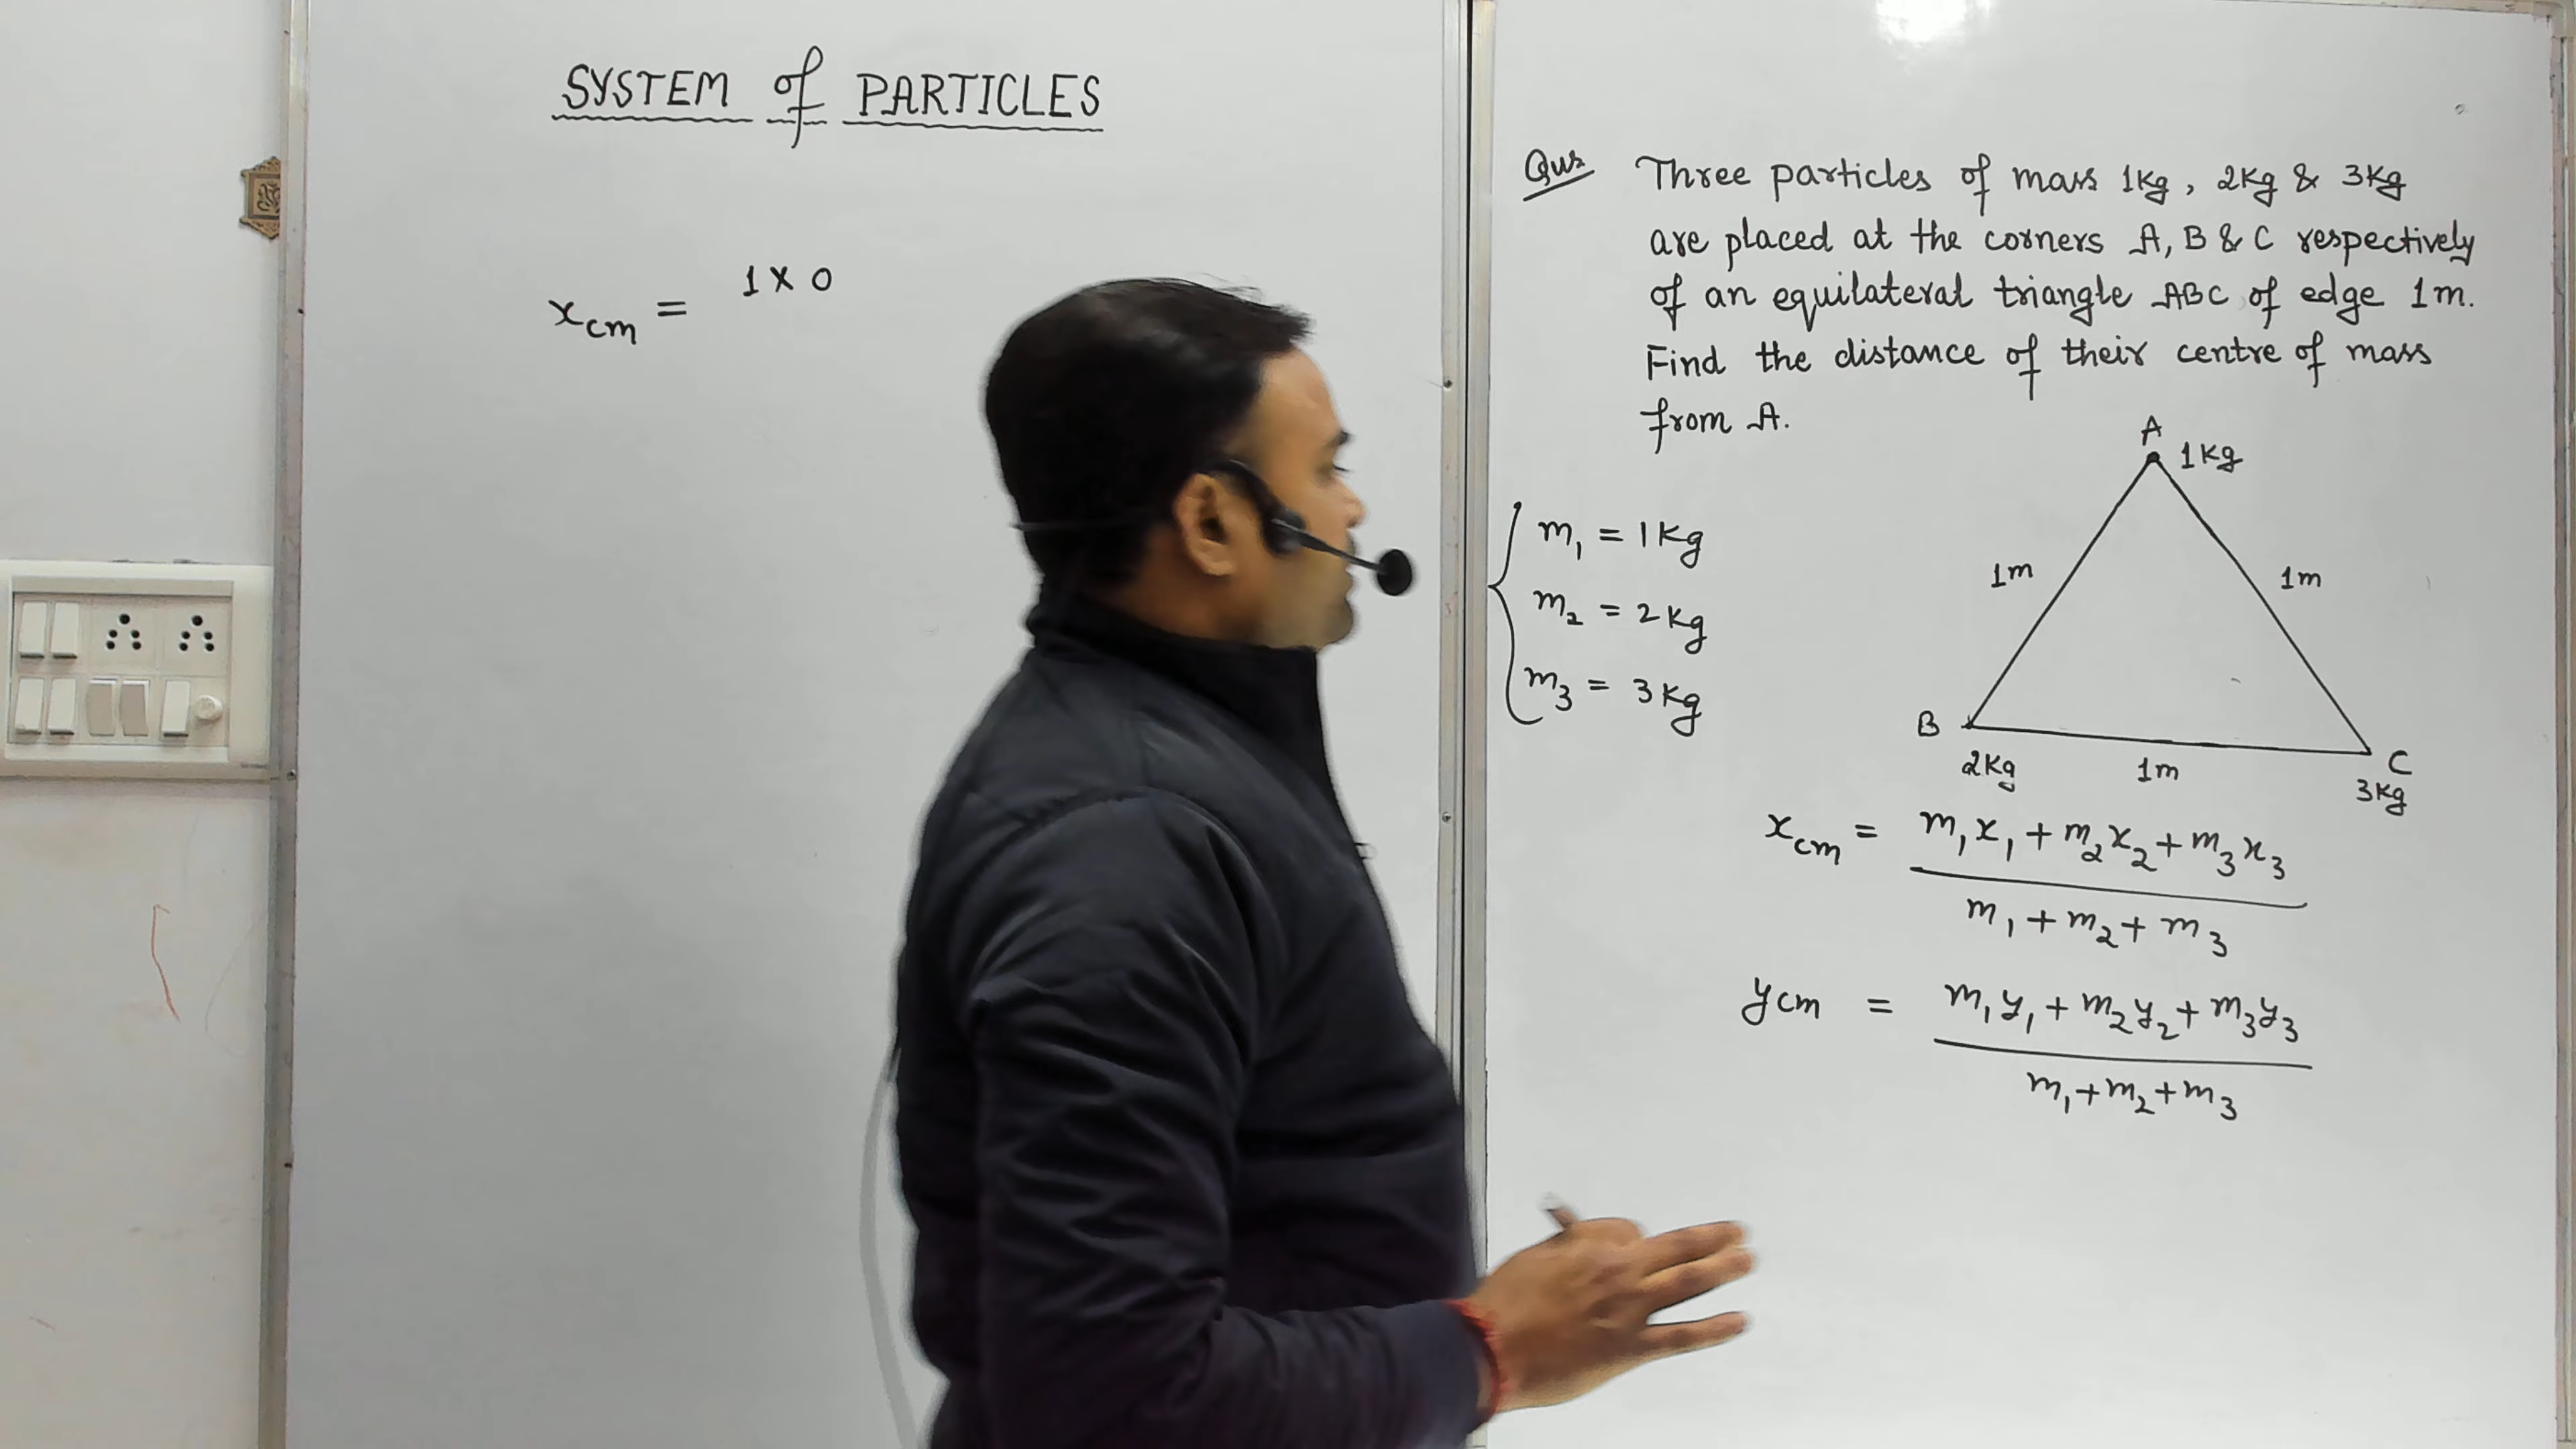 SYSTEM of PARTICLES
x_cm = 1 X 0
Qus Three particles of mass 1Kg, 2Kg & 3Kg
are placed at the corners A, B & C respectively
of an equilateral triangle ABC of edge 1m.
Find the distance of their centre of mass
from A.
A
1Kg
m₁ = 1Kg
m₂ = 2Kg
m₃ = 3Kg
1m
1m
B
2Kg
1m
C
3Kg
x_cm = (m₁x₁ + m₂x₂ + m₃x₃) / (m₁ + m₂ + m₃)
y_cm = (m₁y₁ + m₂y₂ + m₃y₃) / (m₁ + m₂ + m₃)